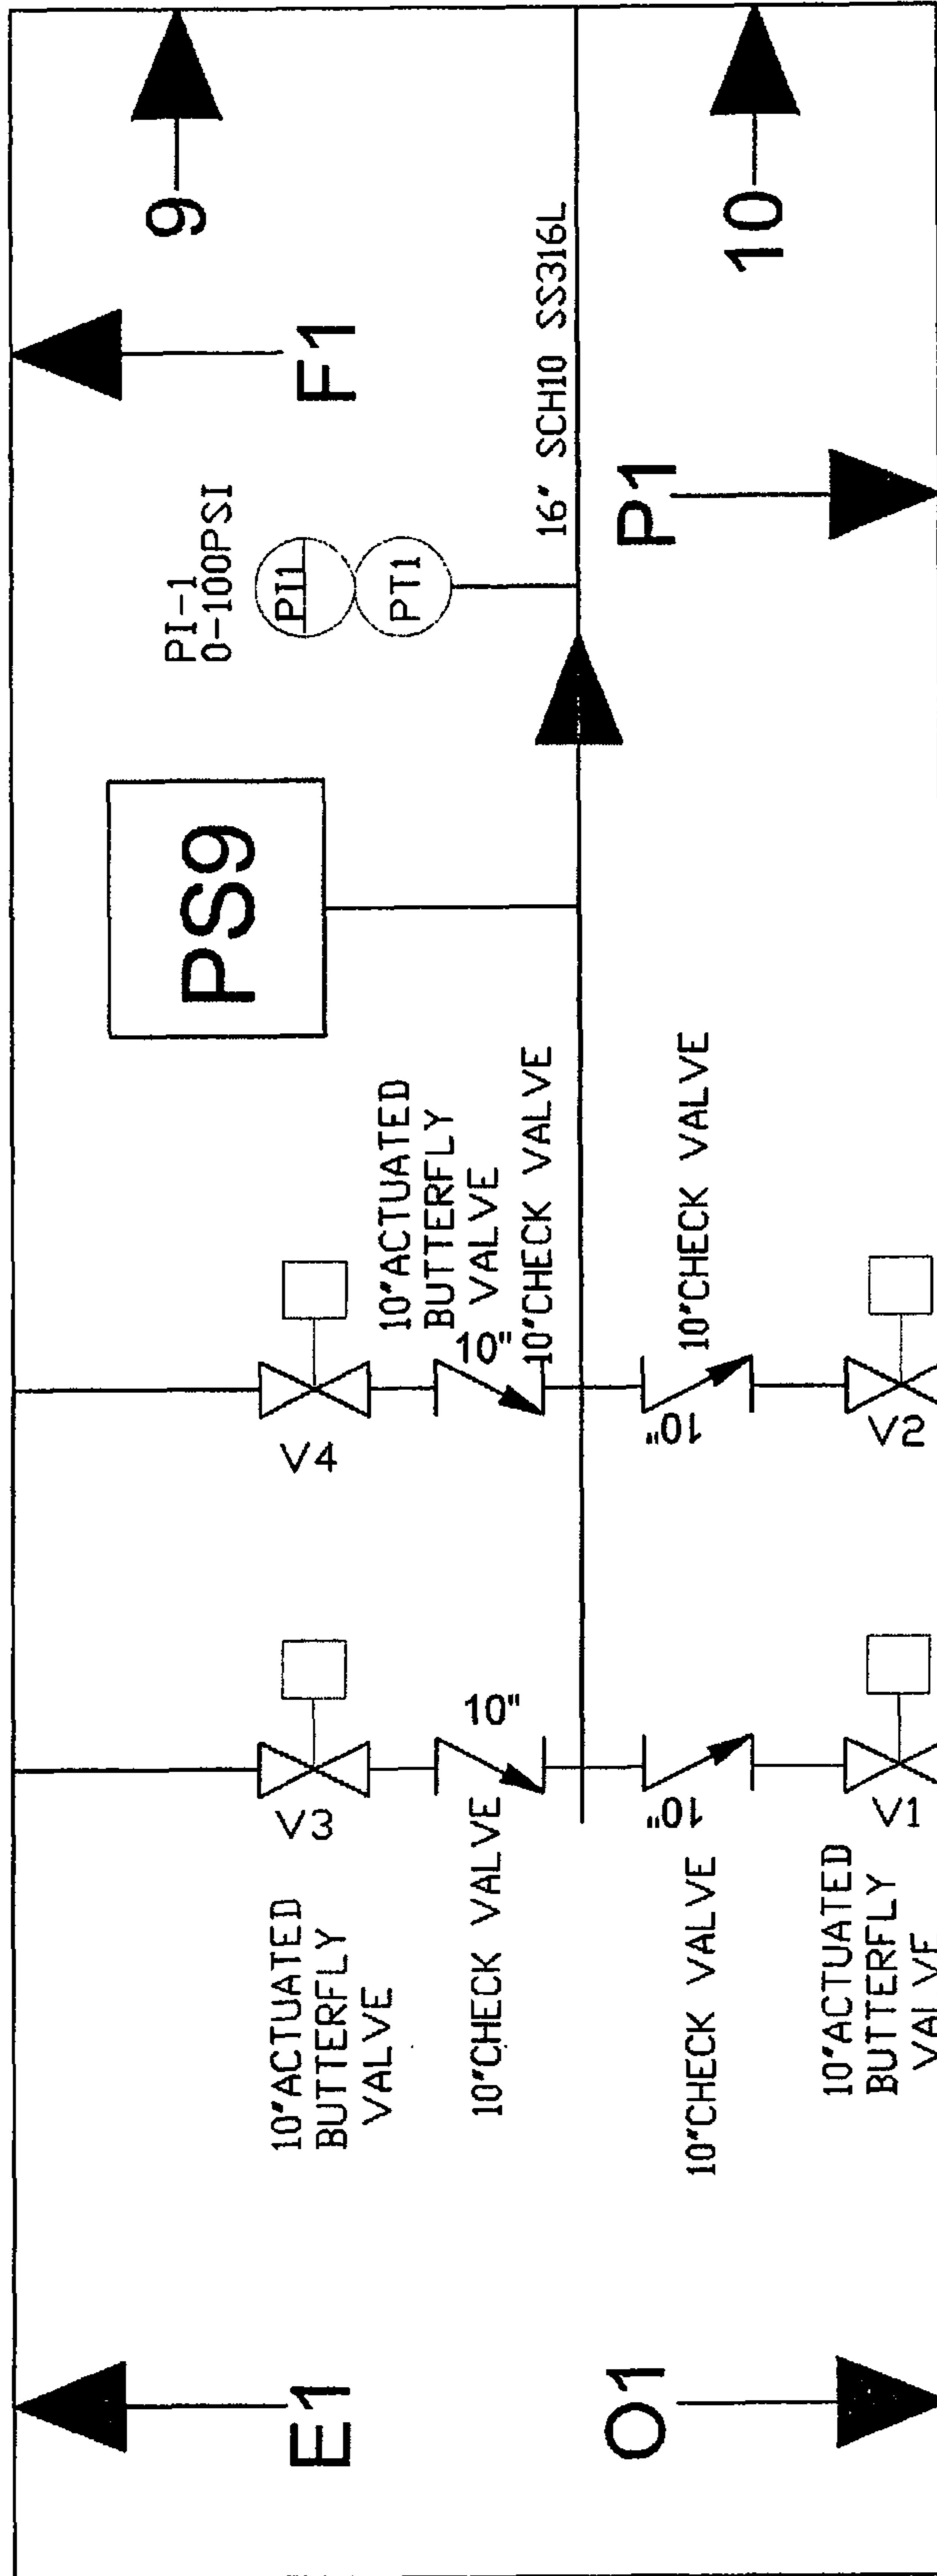 9
F1
PI-1
0-100PSI
PI1
PT1
16" SCH10 SS316L
10
P1
PS9
10"ACTUATED
BUTTERFLY
VALVE
10"CHECK VALVE
10"
V4
10"CHECK VALVE
10"
V2
10"ACTUATED
BUTTERFLY
VALVE
V3
10"
10"CHECK VALVE
10"
10"CHECK VALVE
V1
10"ACTUATED
BUTTERFLY
VALVE
E1
O1